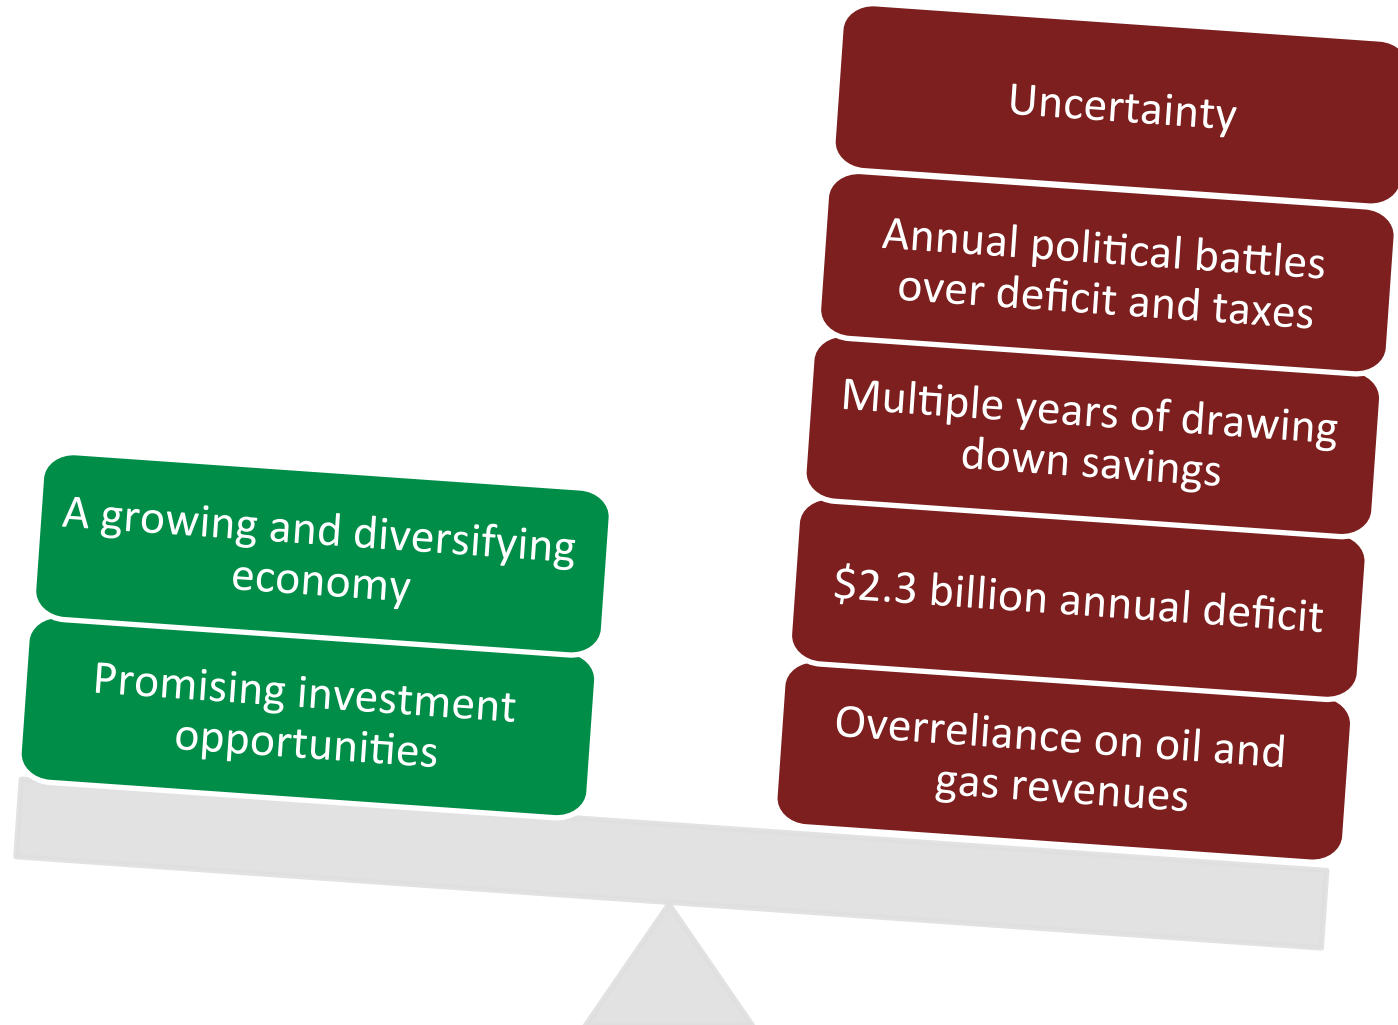 A growing and diversifying
economy
Promising investment
opportunities
Uncertainty
Annual political battles
over deficit and taxes
Multiple years of drawing
down savings
$2.3 billion annual deficit
Overreliance on oil and
gas revenues